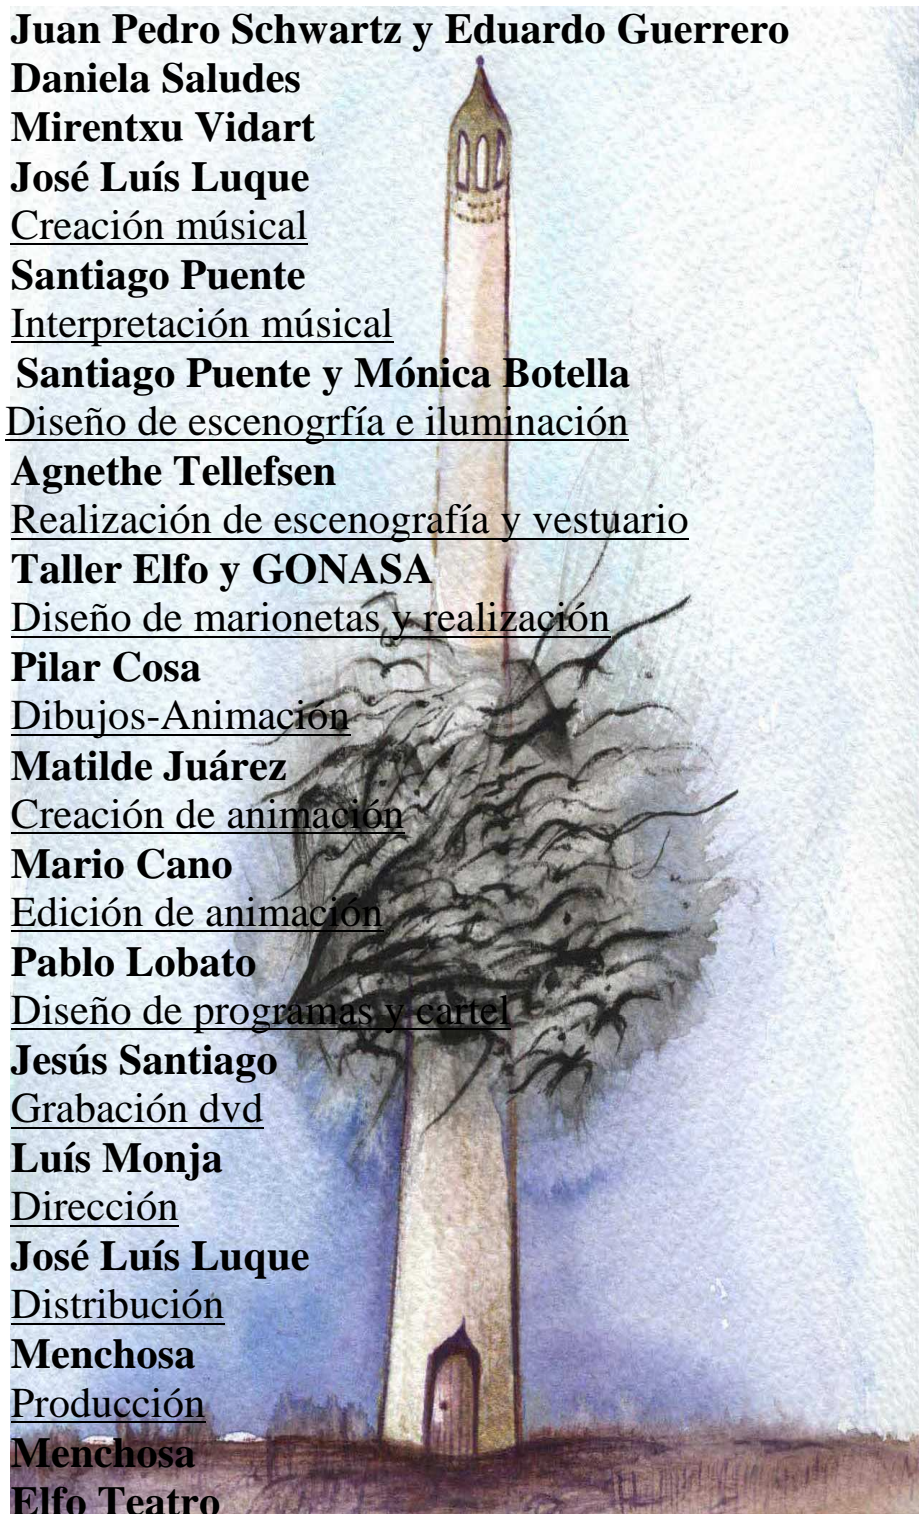 Juan Pedro Schwartz y Eduardo Guerrero
Daniela Saludes
Mirentxu Vidart
José Luís Luque
Creación músical
Santiago Puente
Interpretación músical
Santiago Puente y Mónica Botella
Diseño de escenogrfía e iluminación
Agnethe Tellefsen
Realización de escenografía y vestuario
Taller Elfo y GONASA
Diseño de marionetas y realización
Pilar Cosa
Dibujos-Animación
Matilde Juárez
Creación de animación
Mario Cano
Edición de animación
Pablo Lobato
Diseño de programas y cartel
Jesús Santiago
Grabación dvd
Luís Monja
Dirección
José Luís Luque
Distribución
Menchosa
Producción
Menchosa
Elfo Teatro